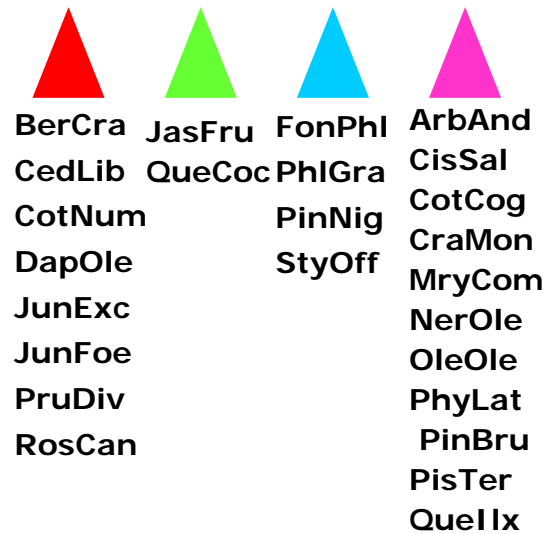 BerCra
CedLib
CotNum
DapOle
JunExc
JunFoe
PruDiv
RosCan
JasFru
QueCoc
FonPhl
PhlGra
PinNig
StyOff
ArbAnd
CisSal
CotCog
CraMon
MryCom
NerOle
OleOle
PhyLat
PinBru
PisTer
QueIlx